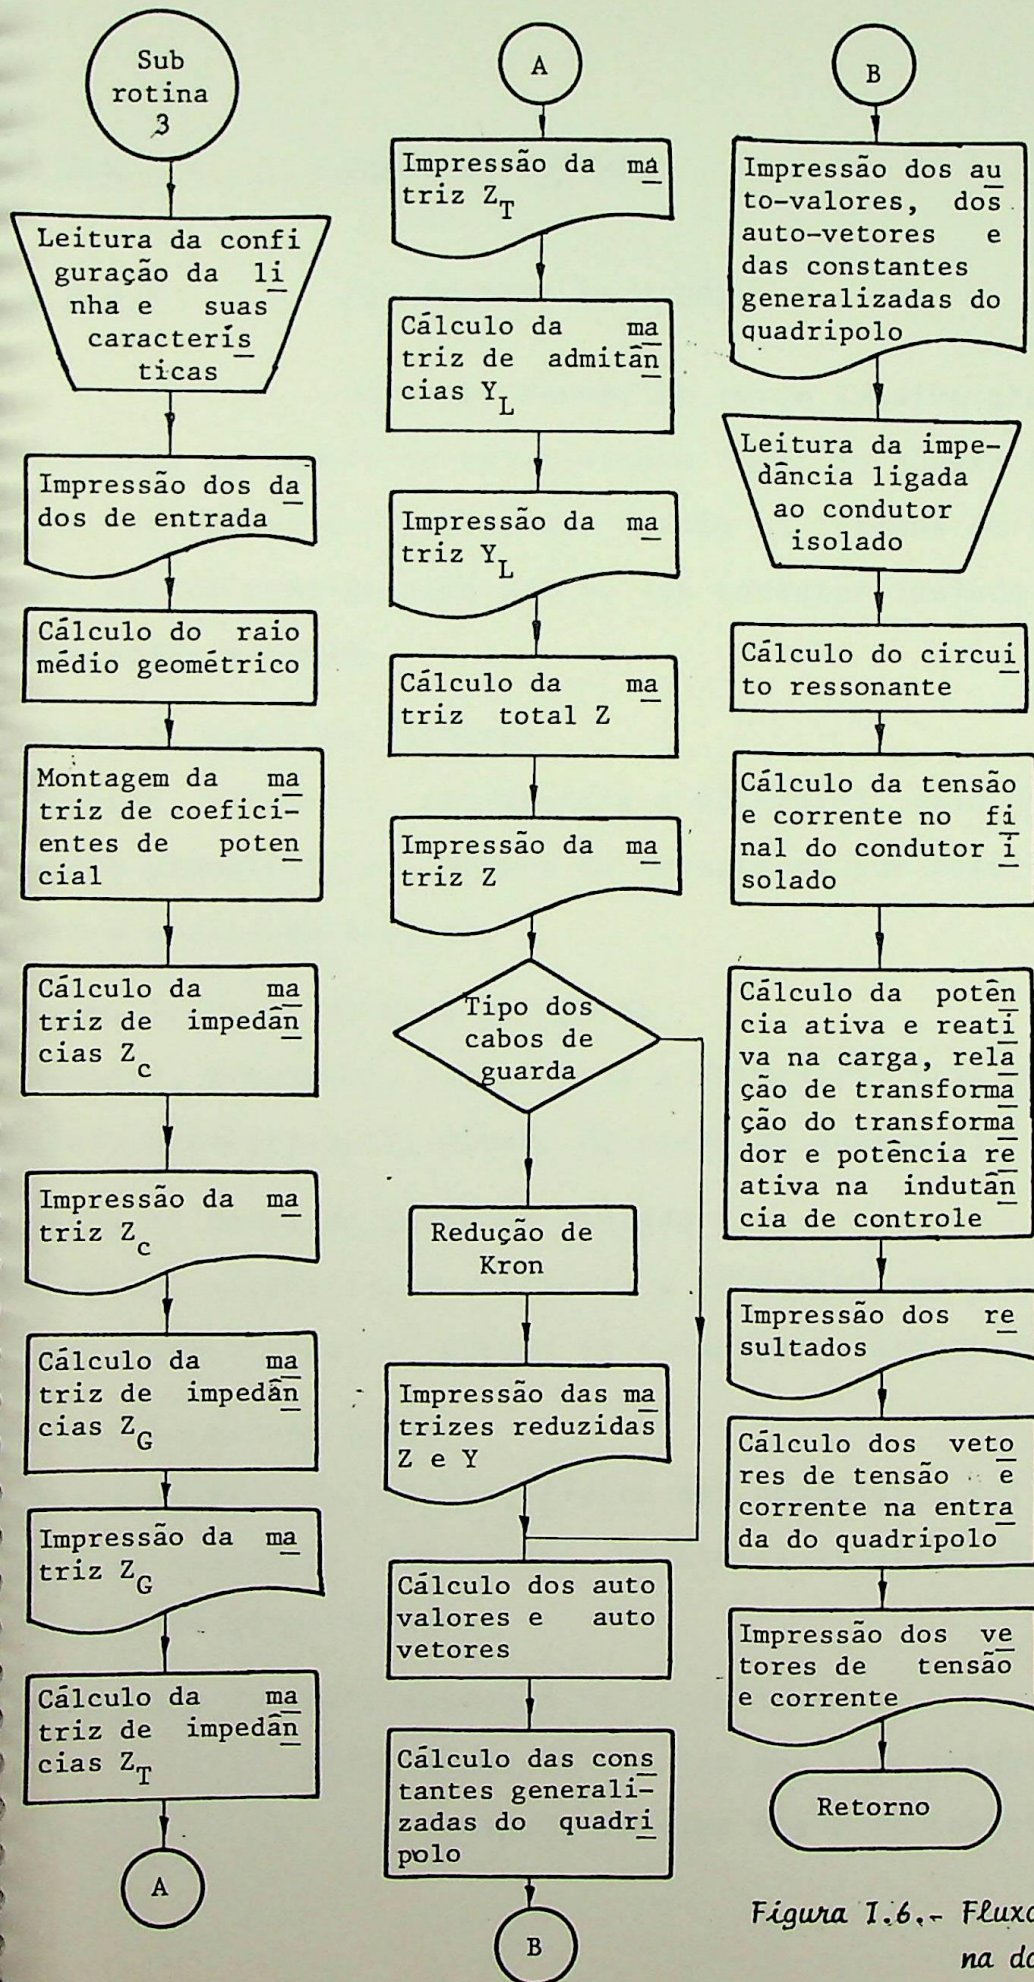 Sub
rotina
3
Leitura da confi
guração da li
nha e suas
caracterís
ticas
Impressão dos da
dos de entrada
Cálculo do raio
médio geométrico
Montagem da ma
triz de coefici-
entes de poten
cial
Cálculo da ma
triz de impedân
cias Z_c
Impressão da ma
triz Z_c
Cálculo da ma
triz de impedân
cias Z_G
Impressão da ma
triz Z_G
Cálculo da ma
triz de impedân
cias Z_T
A
A
Impressão da ma
triz Z_T
Cálculo da ma
triz de admitân
cias Y_L
Impressão da ma
triz Y_L
Cálculo da ma
triz total Z
Impressão da ma
triz Z
Tipo dos
cabos de
guarda
Redução de
Kron
Impressão das ma
trizes reduzidas
Z e Y
Cálculo dos auto
valores e auto
vetores
Cálculo das cons
tantes generali-
zadas do quadri
polo
B
B
Impressão dos au
to-valores, dos
auto-vetores e
das constantes
generalizadas do
quadripolo
Leitura da impe-
dância ligada
ao condutor
isolado
Cálculo do circui
to ressonante
Cálculo da tensão
e corrente no fi
nal do condutor i
solado
Cálculo da potên
cia ativa e reati
va na carga, rela
ção de transforma
ção do transforma
dor e potência re
ativa na indutân
cia de controle
Impressão dos re
sultados
Cálculo dos veto
res de tensão e
corrente na entra
da do quadripolo
Impressão dos ve
tores de tensão
e corrente
Retorno
Figura I.6.- Fluxo
na do